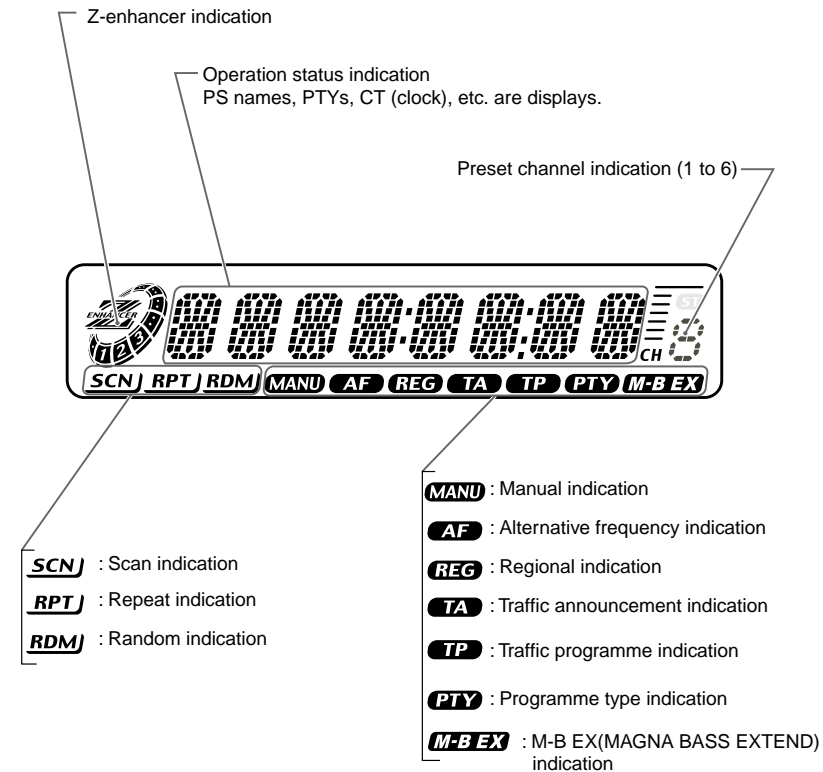 Z-enhancer indication
Operation status indication
PS names, PTYs, CT (clock), etc. are displays.
Preset channel indication (1 to 6)
Z ENHANCER
1 2 3
ST
CH
SCN RPT RDM MANU AF REG TA TP PTY M-B EX
MANU : Manual indication
AF : Alternative frequency indication
REG : Regional indication
TA : Traffic announcement indication
TP : Traffic programme indication
PTY : Programme type indication
M-B EX : M-B EX(MAGNA BASS EXTEND)
indication
SCN : Scan indication
RPT : Repeat indication
RDM : Random indication